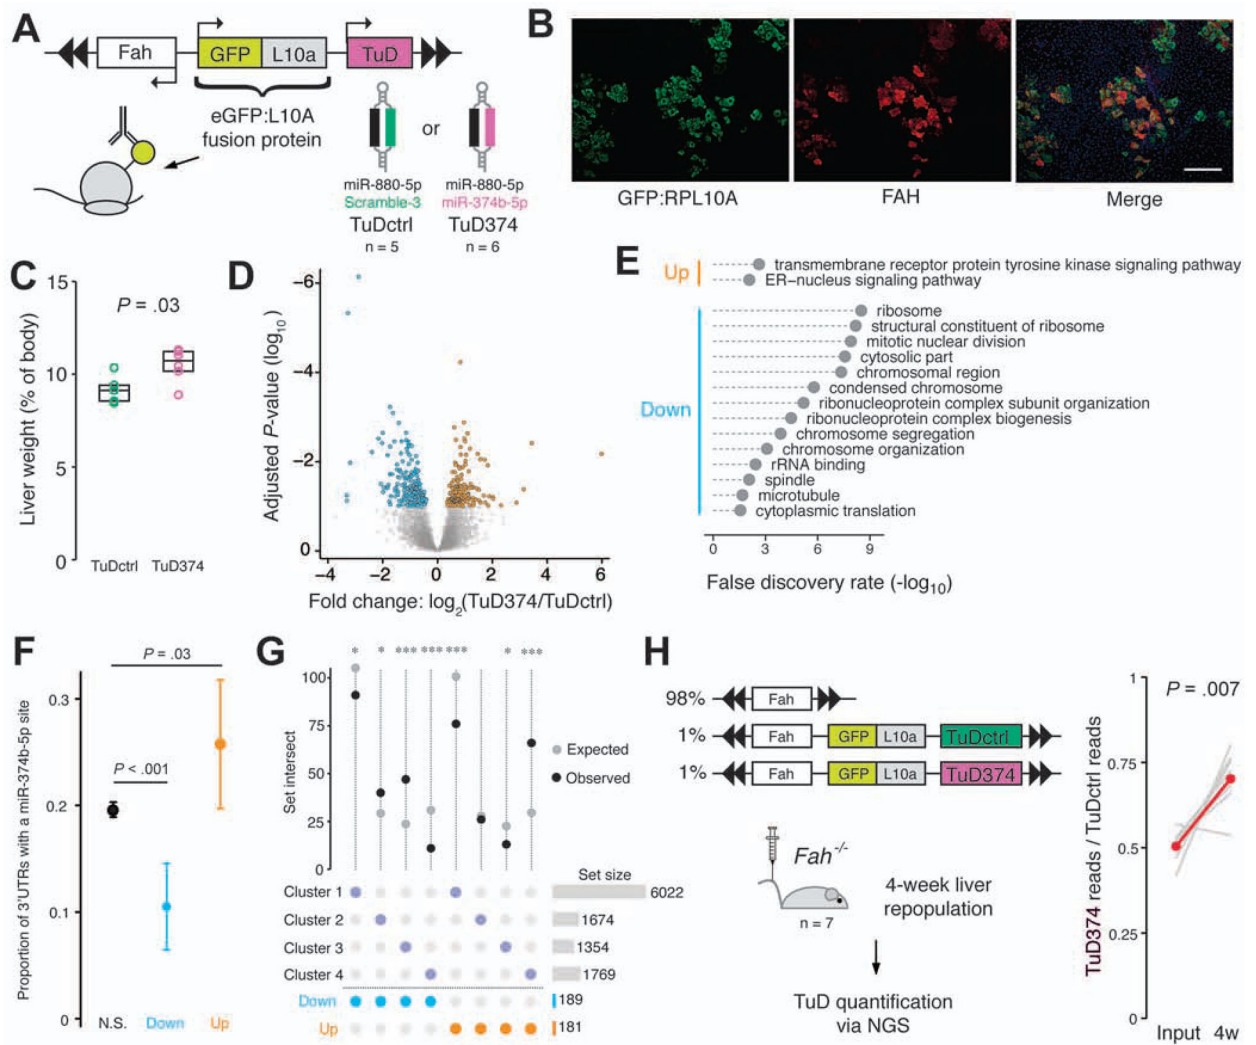 A
Fah
GFP
L10a
TuD
eGFP:L10A
fusion protein
or
miR-880-5p
Scramble-3
TuDctrl
n = 5
miR-880-5p
miR-374b-5p
TuD374
n = 6
B
GFP:RPL10A
FAH
Merge
C
Liver weight (% of body)
15
10
5
0
P = .03
TuDctrl
TuD374
D
Adjusted P-value (log10)
−6
−4
−2
0
−4
−2
0
2
4
6
Fold change: log2(TuD374/TuDctrl)
E
Up
transmembrane receptor protein tyrosine kinase signaling pathway
ER−nucleus signaling pathway
Down
ribosome
structural constituent of ribosome
mitotic nuclear division
cytosolic part
chromosomal region
condensed chromosome
ribonucleoprotein complex subunit organization
ribonucleoprotein complex biogenesis
chromosome segregation
chromosome organization
rRNA binding
spindle
microtubule
cytoplasmic translation
0
3
6
9
False discovery rate (-log10)
F
Proportion of 3'UTRs with a miR-374b-5p site
P = .03
P < .001
0.3
0.2
0.1
0
N.S.
Down
Up
G
* * *** *** *** * ***
Set intersect
100
75
50
25
0
Expected
Observed
Set size
Cluster 1
6022
Cluster 2
1674
Cluster 3
1354
Cluster 4
1769
Down
189
Up
181
H
98%
Fah
1%
Fah
GFP
L10a
TuDctrl
1%
Fah
GFP
L10a
TuD374
Fah-/-
n = 7
4-week liver
repopulation
TuD quantification
via NGS
TuD374 reads / TuDctrl reads
P = .007
1
0.75
0.5
0.25
0
Input
4w